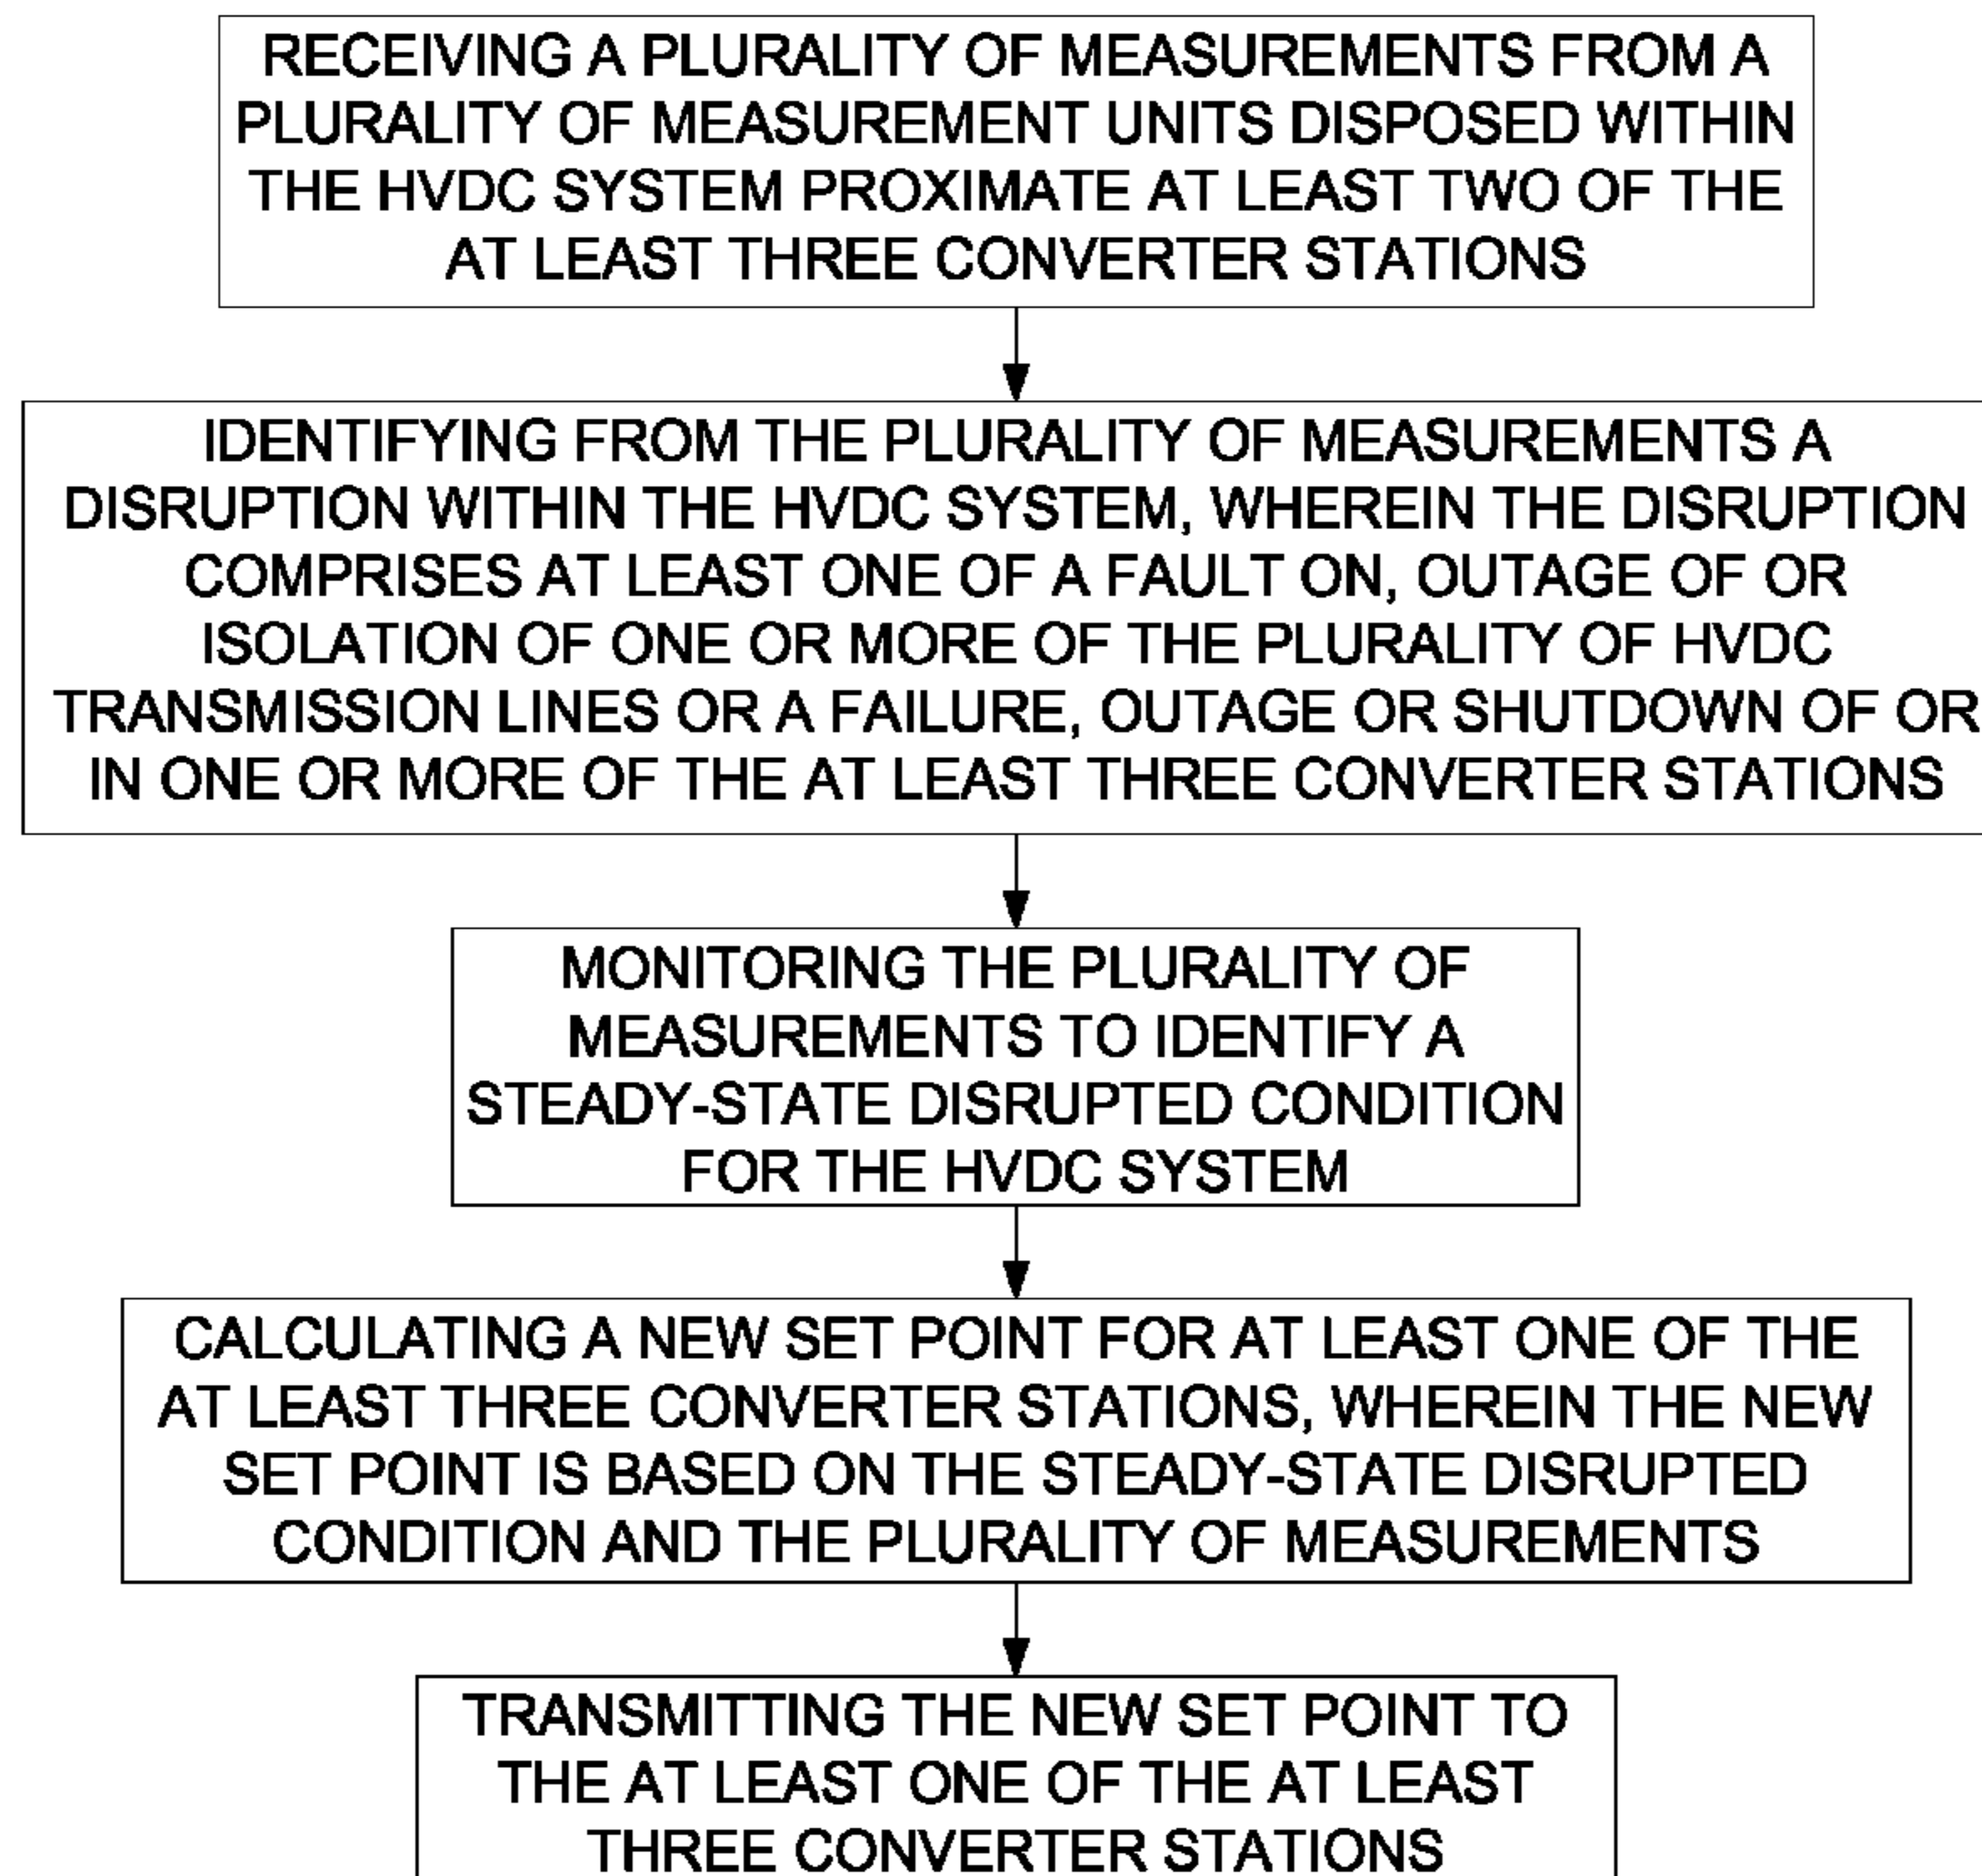 RECEIVING A PLURALITY OF MEASUREMENTS FROM A
PLURALITY OF MEASUREMENT UNITS DISPOSED WITHIN
THE HVDC SYSTEM PROXIMATE AT LEAST TWO OF THE
AT LEAST THREE CONVERTER STATIONS
IDENTIFYING FROM THE PLURALITY OF MEASUREMENTS A
DISRUPTION WITHIN THE HVDC SYSTEM, WHEREIN THE DISRUPTION
COMPRISES AT LEAST ONE OF A FAULT ON, OUTAGE OF OR
ISOLATION OF ONE OR MORE OF THE PLURALITY OF HVDC
TRANSMISSION LINES OR A FAILURE, OUTAGE OR SHUTDOWN OF OR
IN ONE OR MORE OF THE AT LEAST THREE CONVERTER STATIONS
MONITORING THE PLURALITY OF
MEASUREMENTS TO IDENTIFY A
STEADY-STATE DISRUPTED CONDITION
FOR THE HVDC SYSTEM
CALCULATING A NEW SET POINT FOR AT LEAST ONE OF THE
AT LEAST THREE CONVERTER STATIONS, WHEREIN THE NEW
SET POINT IS BASED ON THE STEADY-STATE DISRUPTED
CONDITION AND THE PLURALITY OF MEASUREMENTS
TRANSMITTING THE NEW SET POINT TO
THE AT LEAST ONE OF THE AT LEAST
THREE CONVERTER STATIONS